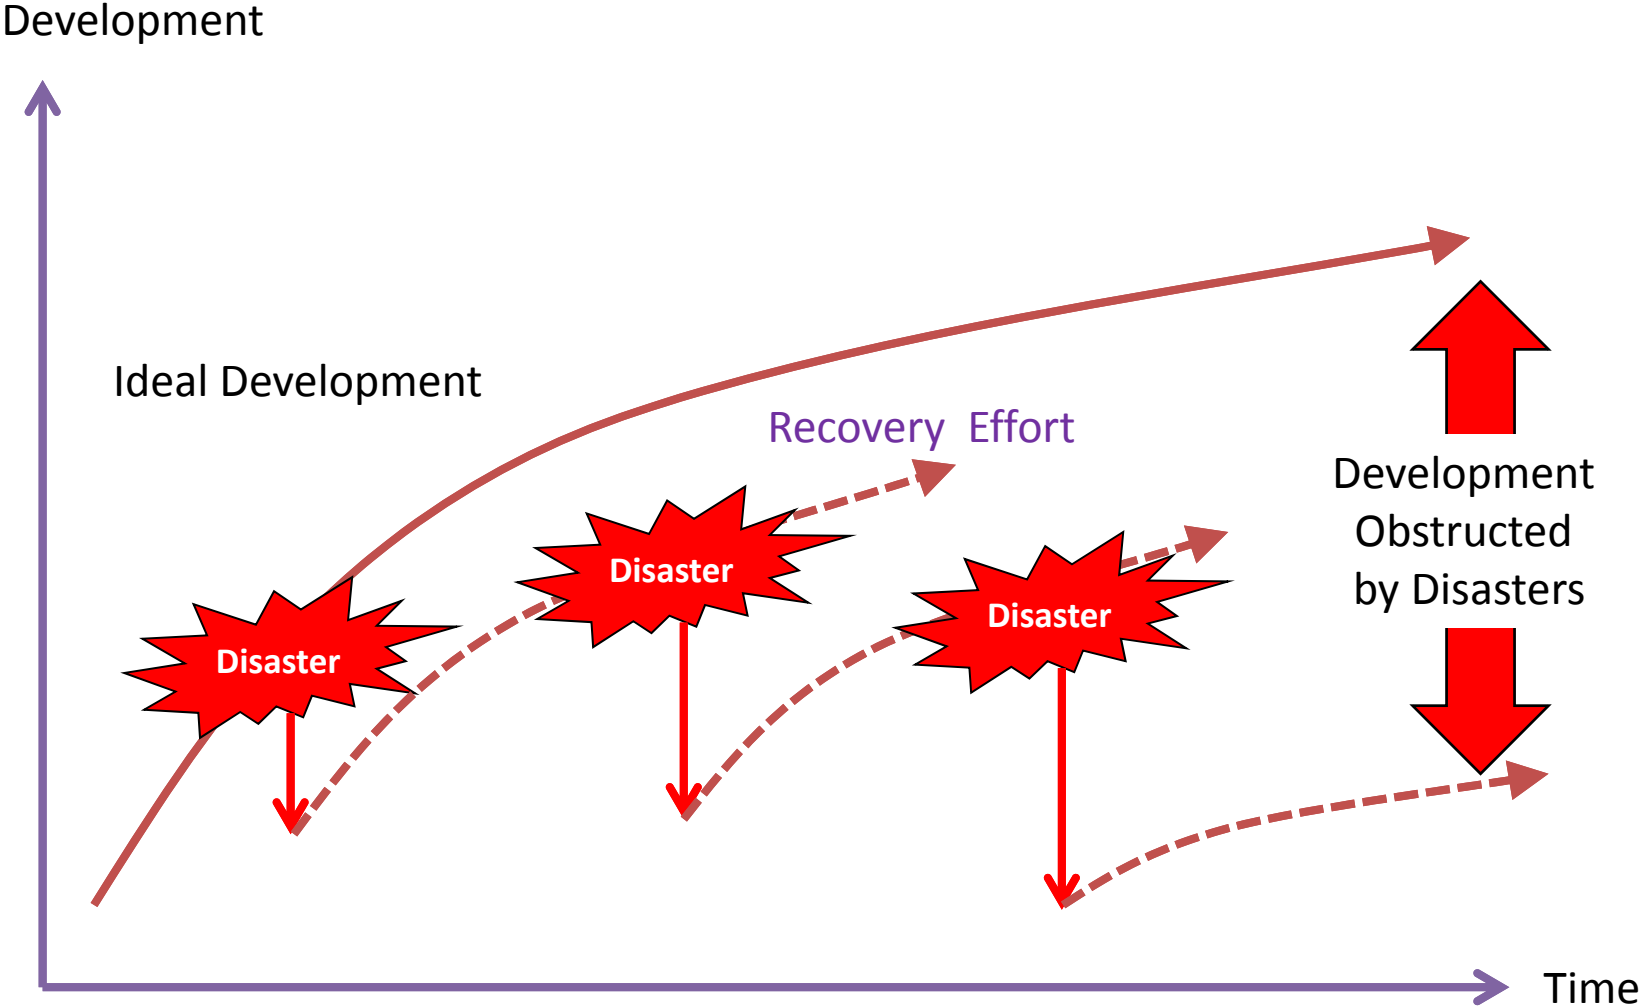 Development
Ideal Development
Recovery Effort
Disaster
Disaster
Disaster
Development
Obstructed
by Disasters
Time